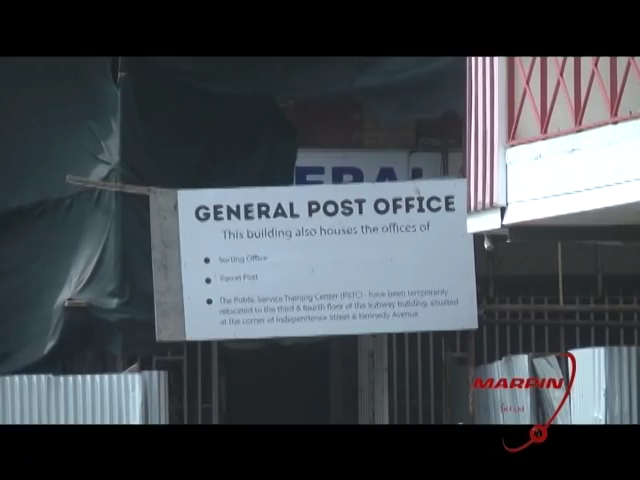 ERAL
GENERAL POST OFFICE
This building also houses the offices of
Sorting Office
Parcel Post
The Public Service Training Center (PSTC) - have been temporarily
relocated to the third & fourth floor of the subway building, situated
at the corner of Independence Street & Kennedy Avenue
MARPIN